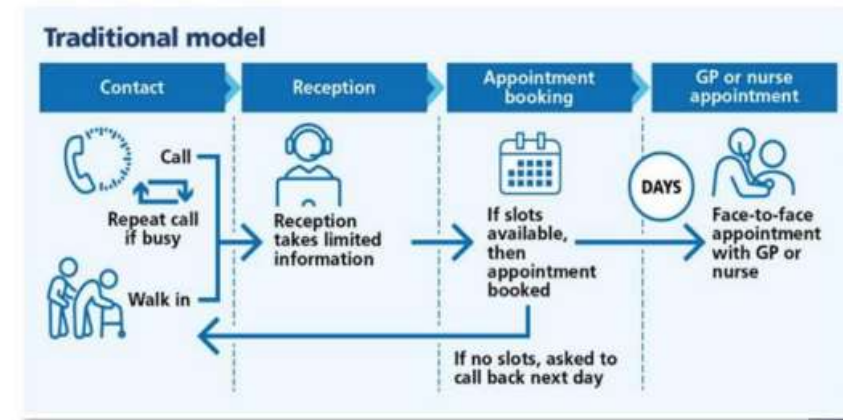 Traditional model
Contact
Reception
Appointment
booking
GP or nurse
appointment
Call
Repeat call
if busy
Walk in
Reception
takes limited
information
If slots
available,
then
appointment
booked
If no slots, asked to
call back next day
DAYS
Face-to-face
appointment
with GP or
nurse